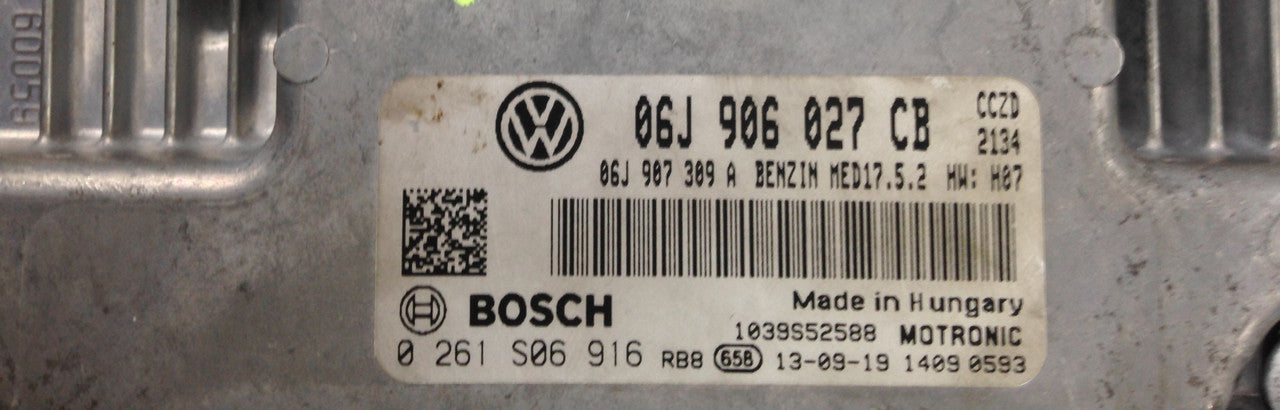 65009
06J 906 027 CB CCZD
2134
06J 907 309 A BENZIN MED17.5.2 HW: H07
BOSCH
Made in Hungary
1039S52588 MOTRONIC
0 261 S06 916 RB8 658 13-09-19 1409 0593